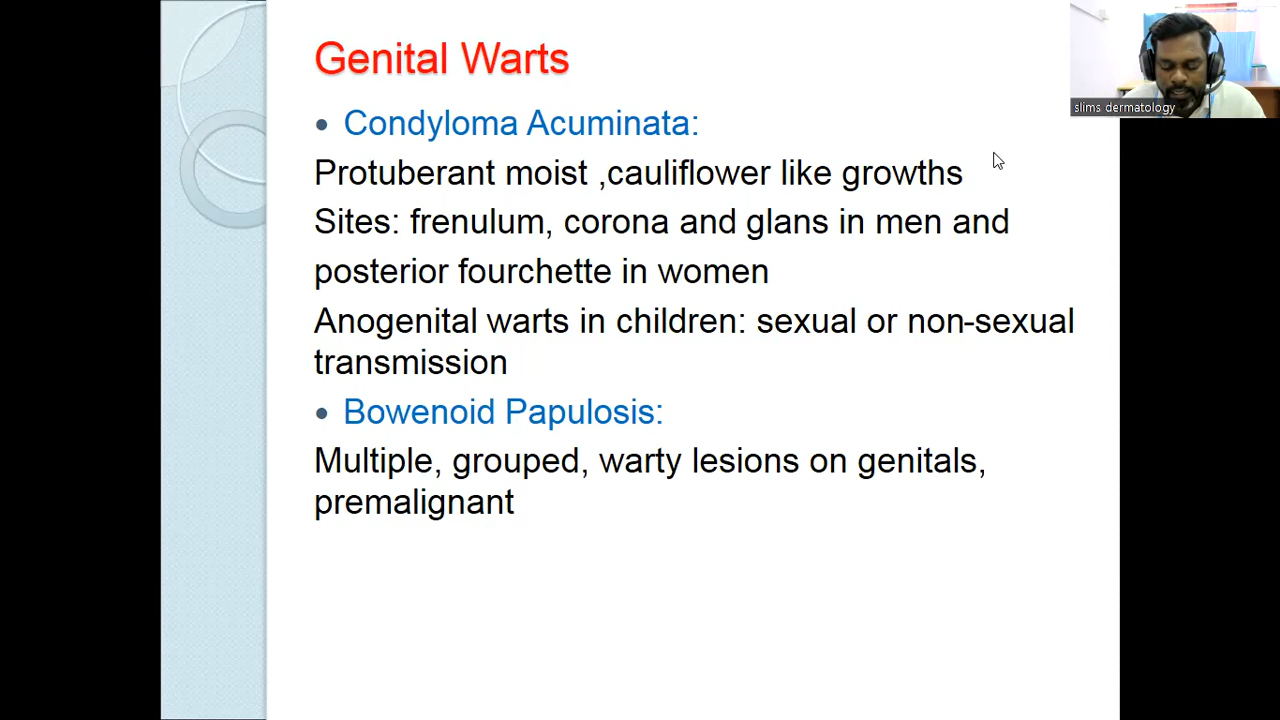 Genital Warts
• Condyloma Acuminata:
Protuberant moist ,cauliflower like growths
Sites: frenulum, corona and glans in men and
posterior fourchette in women
Anogenital warts in children: sexual or non-sexual
transmission
• Bowenoid Papulosis:
Multiple, grouped, warty lesions on genitals,
premalignant
slims dermatology